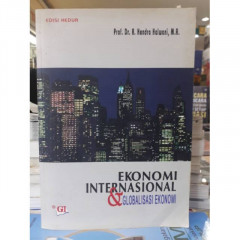 EDISI KEDUA
Prof. Dr. R. Hendra Halwani, M.A.
EKONOMI
INTERNASIONAL
& GLOBALISASI EKONOMI
GI